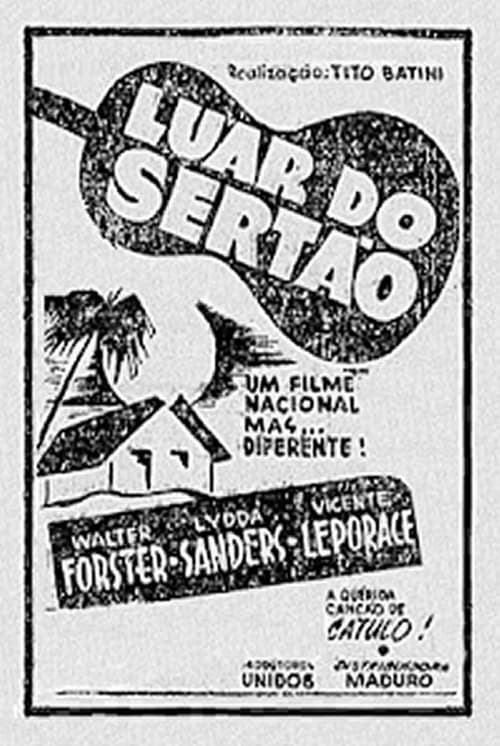 Realização: TITO BATINI
LUAR DO
SERTÃO
UM FILME
NACIONAL
MAS...
DIFERENTE!
WALTER LYDDA VICENTE
FORSTER·SANDERS·LEPORACE
A QUERIDA
CANCÃO DE
CATULO!
UNIDOS MADURO